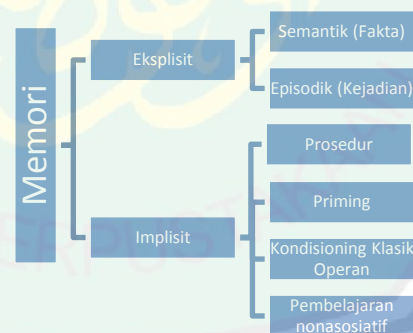 Memori
Eksplisit
Semantik (Fakta)
Episodik (Kejadian)
Implisit
Prosedur
Priming
Kondisioning Klasik
Operan
Pembelajaran
nonasosiatif